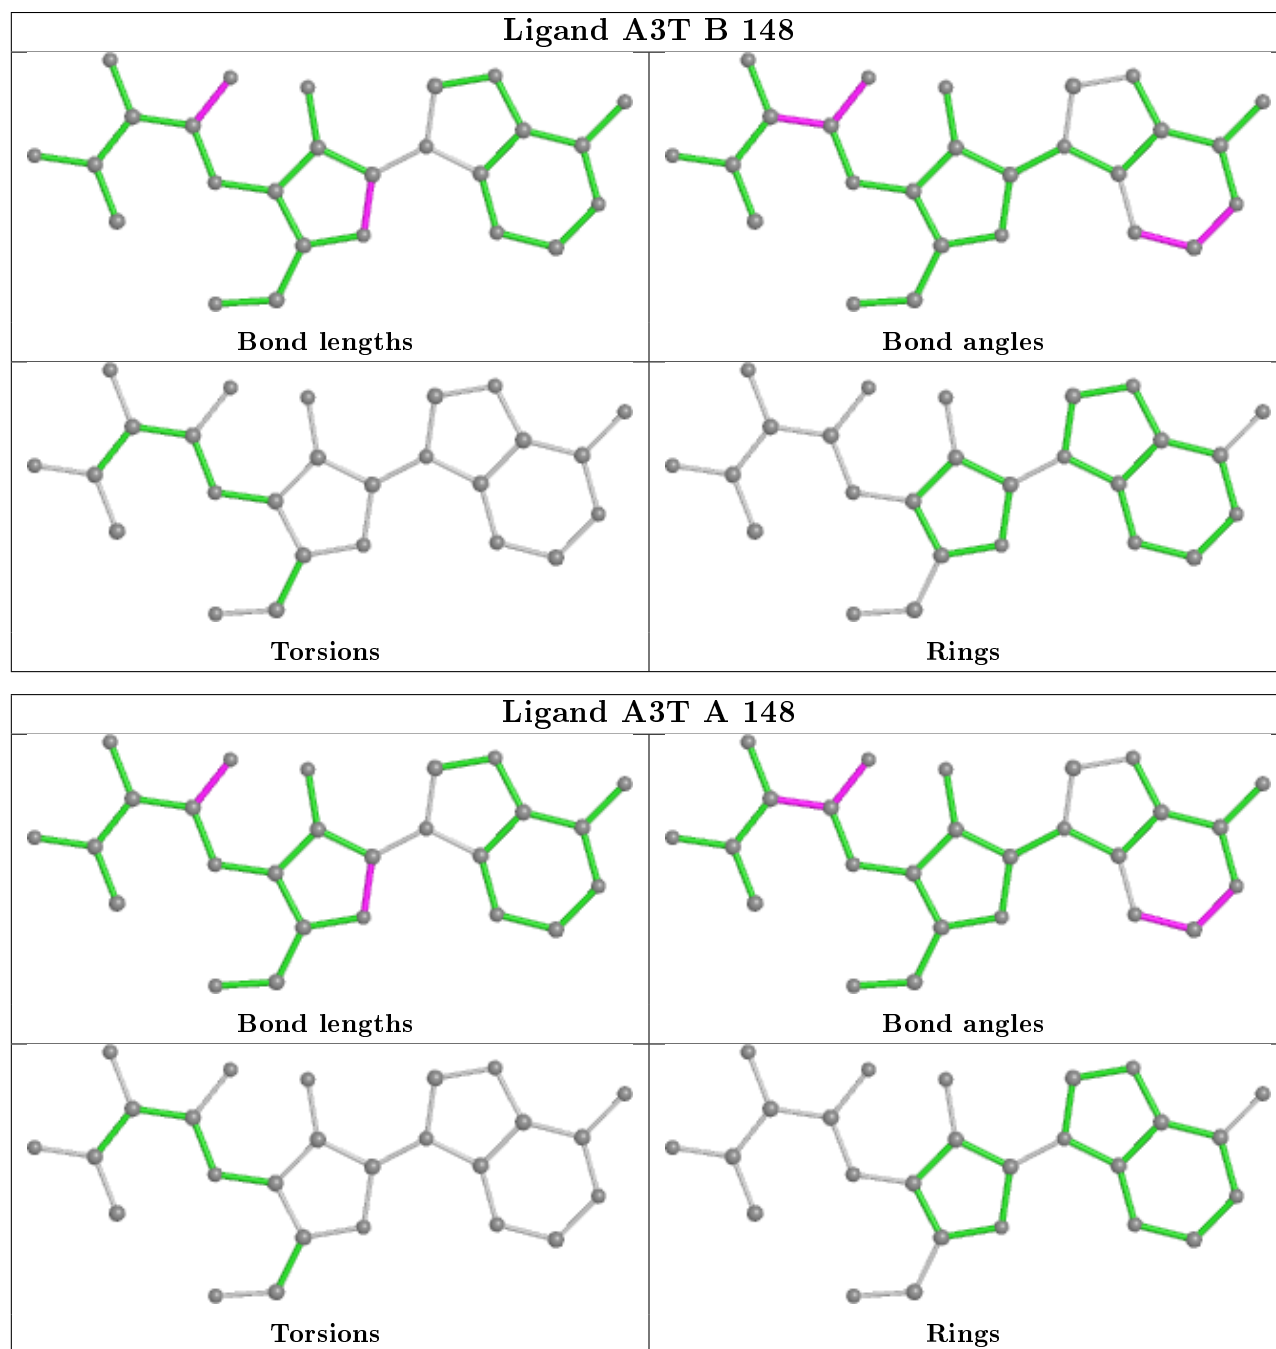 Ligand A3T B 148
Bond lengths
Bond angles
Torsions
Rings
Ligand A3T A 148
Bond lengths
Bond angles
Torsions
Rings